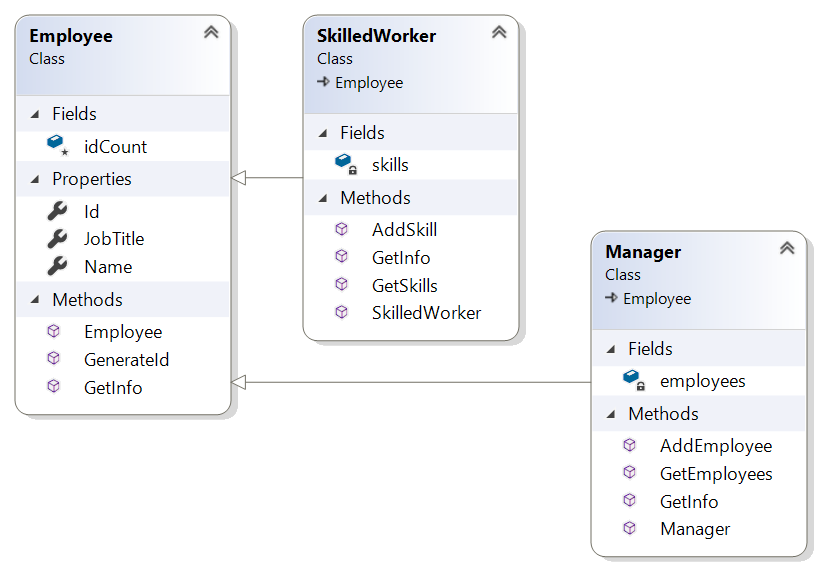 Employee
Class
Fields
idCount
Properties
Id
JobTitle
Name
Methods
Employee
GenerateId
GetInfo
SkilledWorker
Class
Employee
Fields
skills
Methods
AddSkill
GetInfo
GetSkills
SkilledWorker
Manager
Class
Employee
Fields
employees
Methods
AddEmployee
GetEmployees
GetInfo
Manager